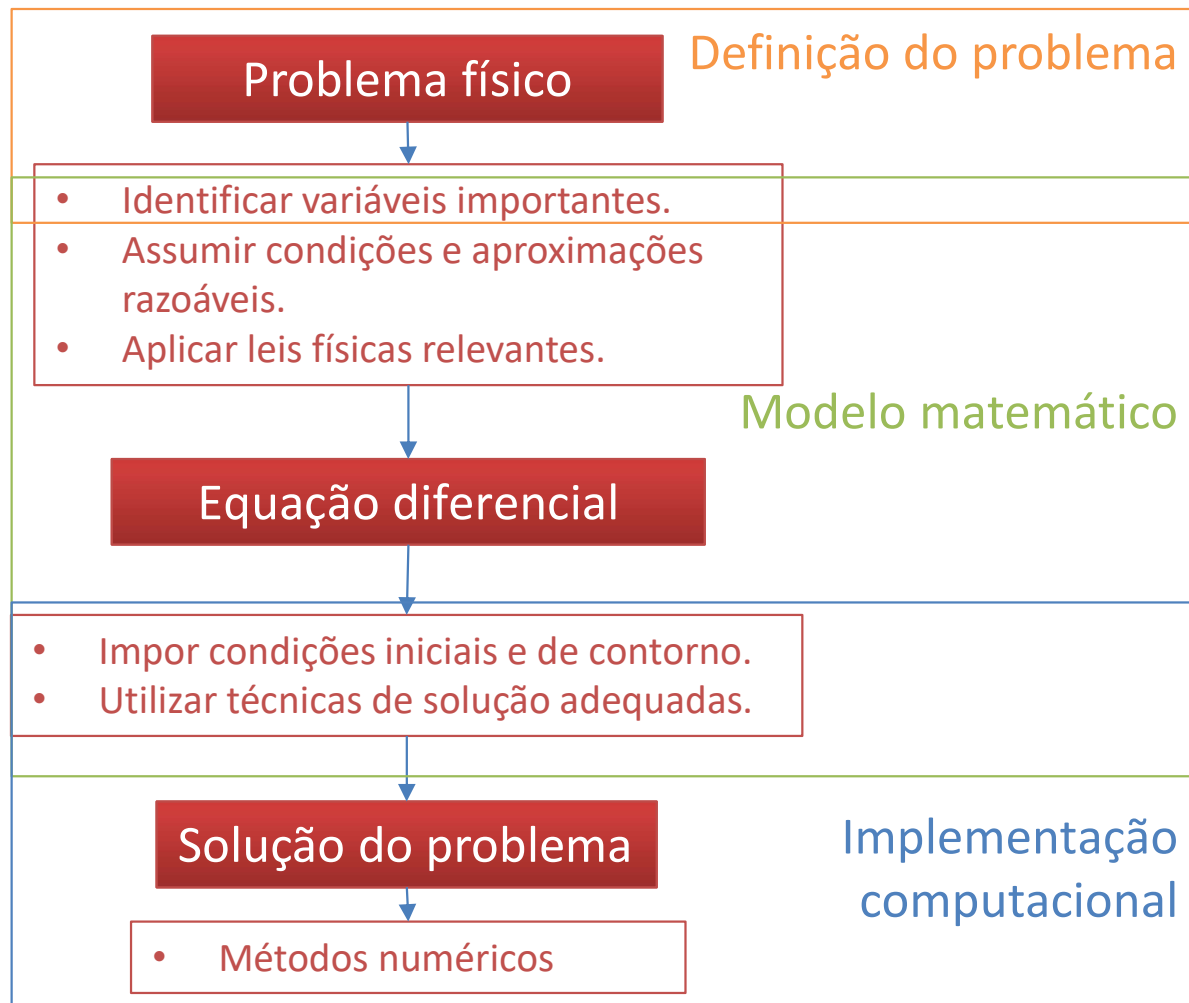 Definição do problema
Problema físico
• Identificar variáveis importantes.
• Assumir condições e aproximações
razoáveis.
• Aplicar leis físicas relevantes.
Modelo matemático
Equação diferencial
• Impor condições iniciais e de contorno.
• Utilizar técnicas de solução adequadas.
Solução do problema
Implementação
computacional
• Métodos numéricos